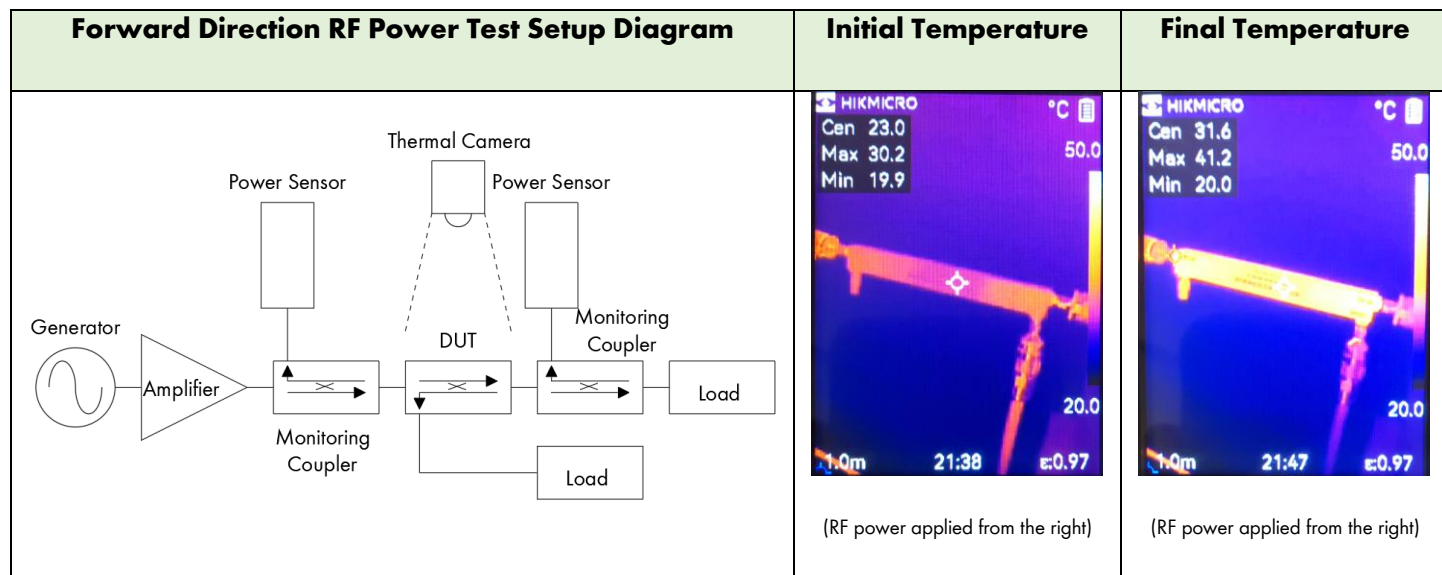 Forward Direction RF Power Test Setup Diagram
Initial Temperature
Final Temperature
Thermal Camera
Power Sensor
Power Sensor
Generator
Amplifier
DUT
Monitoring
Coupler
Load
Monitoring
Coupler
Load
HIKMICRO
°C
Cen 23.0
Max 30.2
Min 19.9
50.0
20.0
1.0m
21:38
ε:0.97
(RF power applied from the right)
HIKMICRO
°C
Cen 31.6
Max 41.2
Min 20.0
50.0
20.0
1.0m
21:47
ε:0.97
(RF power applied from the right)